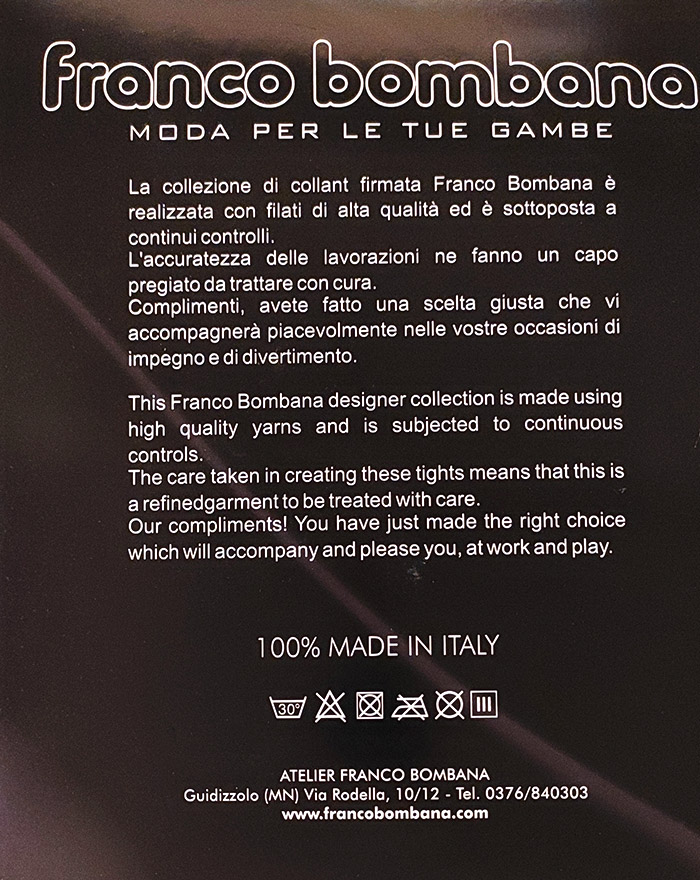 franco bombana
MODA PER LE TUE GAMBE
La collezione di collant firmata Franco Bombana è
realizzata con filati di alta qualità ed è sottoposta a
continui controlli.
L'accuratezza delle lavorazioni ne fanno un capo
pregiato da trattare con cura.
Complimenti, avete fatto una scelta giusta che vi
accompagnerà piacevolmente nelle vostre occasioni di
impegno e di divertimento.
This Franco Bombana designer collection is made using
high quality yarns and is subjected to continuous
controls.
The care taken in creating these tights means that this is
a refinedgarment to be treated with care.
Our compliments! You have just made the right choice
which will accompany and please you, at work and play.
100% MADE IN ITALY
30°
ATELIER FRANCO BOMBANA
Guidizzolo (MN) Via Rodella, 10/12 - Tel. 0376/840303
www.francobombana.com